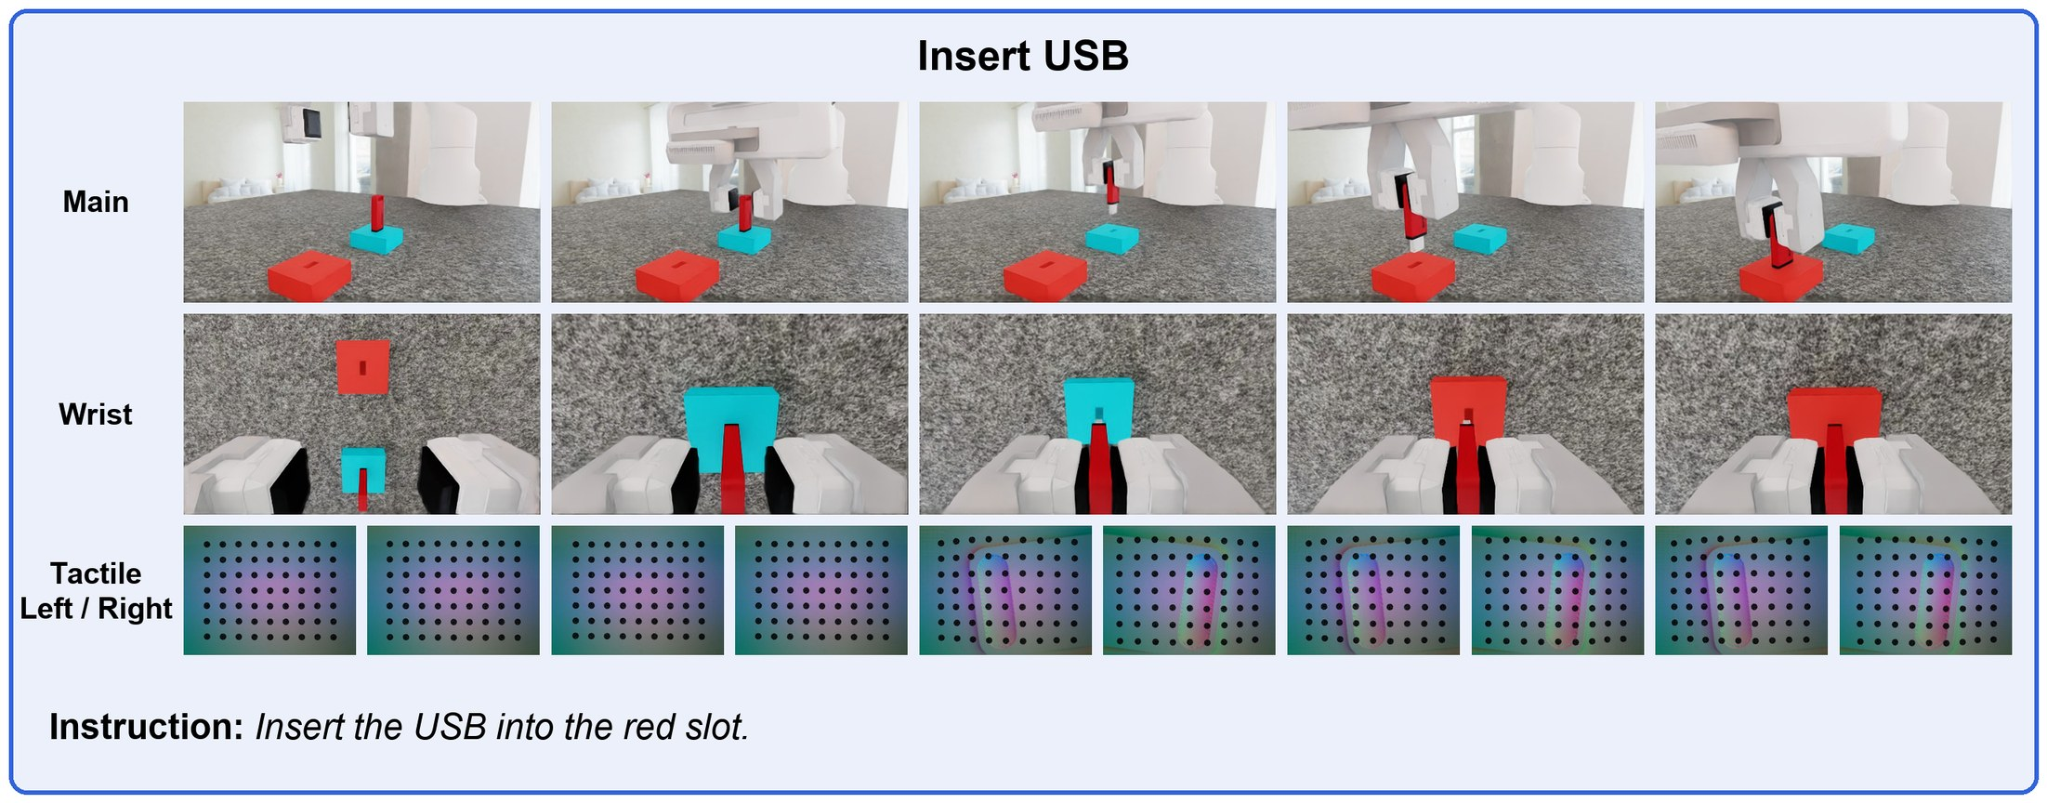 Insert USB
Main
Wrist
Tactile
Left / Right
Instruction: Insert the USB into the red slot.